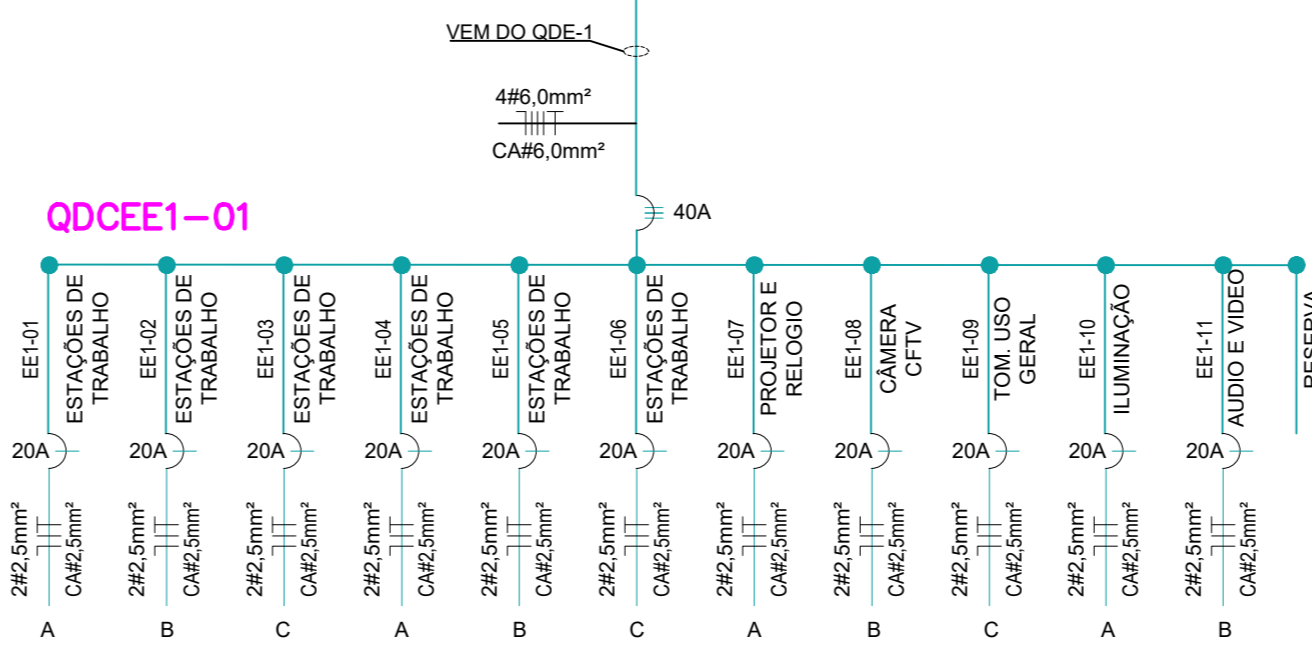 VEM DO QDE-1
4#6,0mm²
CA#6,0mm²
40A
QDCEE1-01
EE1-01
ESTAÇÕES DE
TRABALHO
EE1-02
ESTAÇÕES DE
TRABALHO
EE1-03
ESTAÇÕES DE
TRABALHO
EE1-04
ESTAÇÕES DE
TRABALHO
EE1-05
ESTAÇÕES DE
TRABALHO
EE1-06
ESTAÇÕES DE
TRABALHO
EE1-07
PROJETOR E
RELOGIO
EE1-08
CÂMERA
CFTV
EE1-09
TOM. USO
GERAL
EE1-10
ILUMINAÇÃO
EE1-11
AUDIO E VIDEO
RESERVA
20A
20A
20A
20A
20A
20A
20A
20A
20A
20A
20A
2#2,5mm²
CA#2,5mm²
2#2,5mm²
CA#2,5mm²
2#2,5mm²
CA#2,5mm²
2#2,5mm²
CA#2,5mm²
2#2,5mm²
CA#2,5mm²
2#2,5mm²
CA#2,5mm²
2#2,5mm²
CA#2,5mm²
2#2,5mm²
CA#2,5mm²
2#2,5mm²
CA#2,5mm²
2#2,5mm²
CA#2,5mm²
2#2,5mm²
CA#2,5mm²
A
B
C
A
B
C
A
B
C
A
B